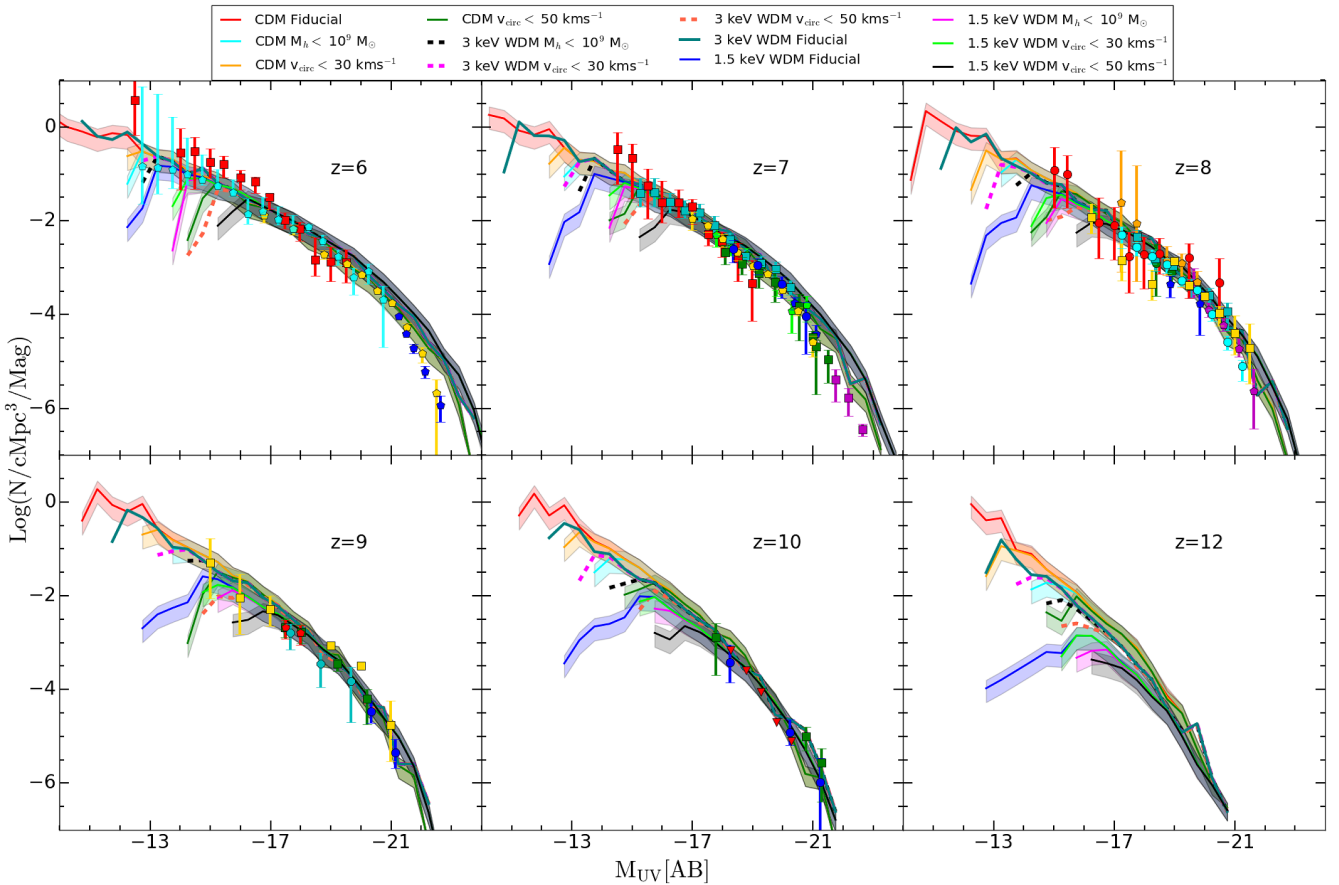 CDM Fiducial
CDM M_h < 10^9 M_⊙
CDM v_circ < 30 kms^−1
CDM v_circ < 50 kms^−1
3 keV WDM M_h < 10^9 M_⊙
3 keV WDM v_circ < 30 kms^−1
3 keV WDM v_circ < 50 kms^−1
3 keV WDM Fiducial
1.5 keV WDM Fiducial
1.5 keV WDM M_h < 10^9 M_⊙
1.5 keV WDM v_circ < 30 kms^−1
1.5 keV WDM v_circ < 50 kms^−1
0
−2
−4
−6
z=6
z=7
z=8
0
−2
−4
−6
z=9
z=10
z=12
−13 −17 −21
−13 −17 −21
−13 −17 −21
Log(N/cMpc^3/Mag)
M_UV[AB]